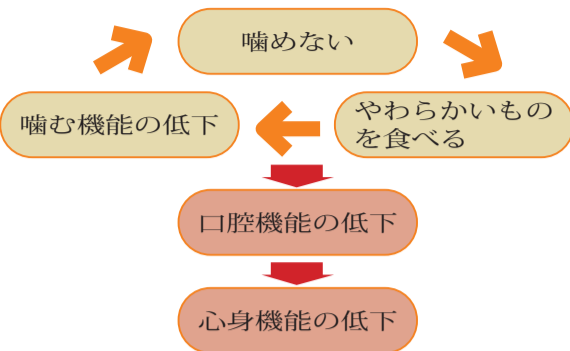 噛めない
噛む機能の低下
やわらかいもの
を食べる
口腔機能の低下
心身機能の低下